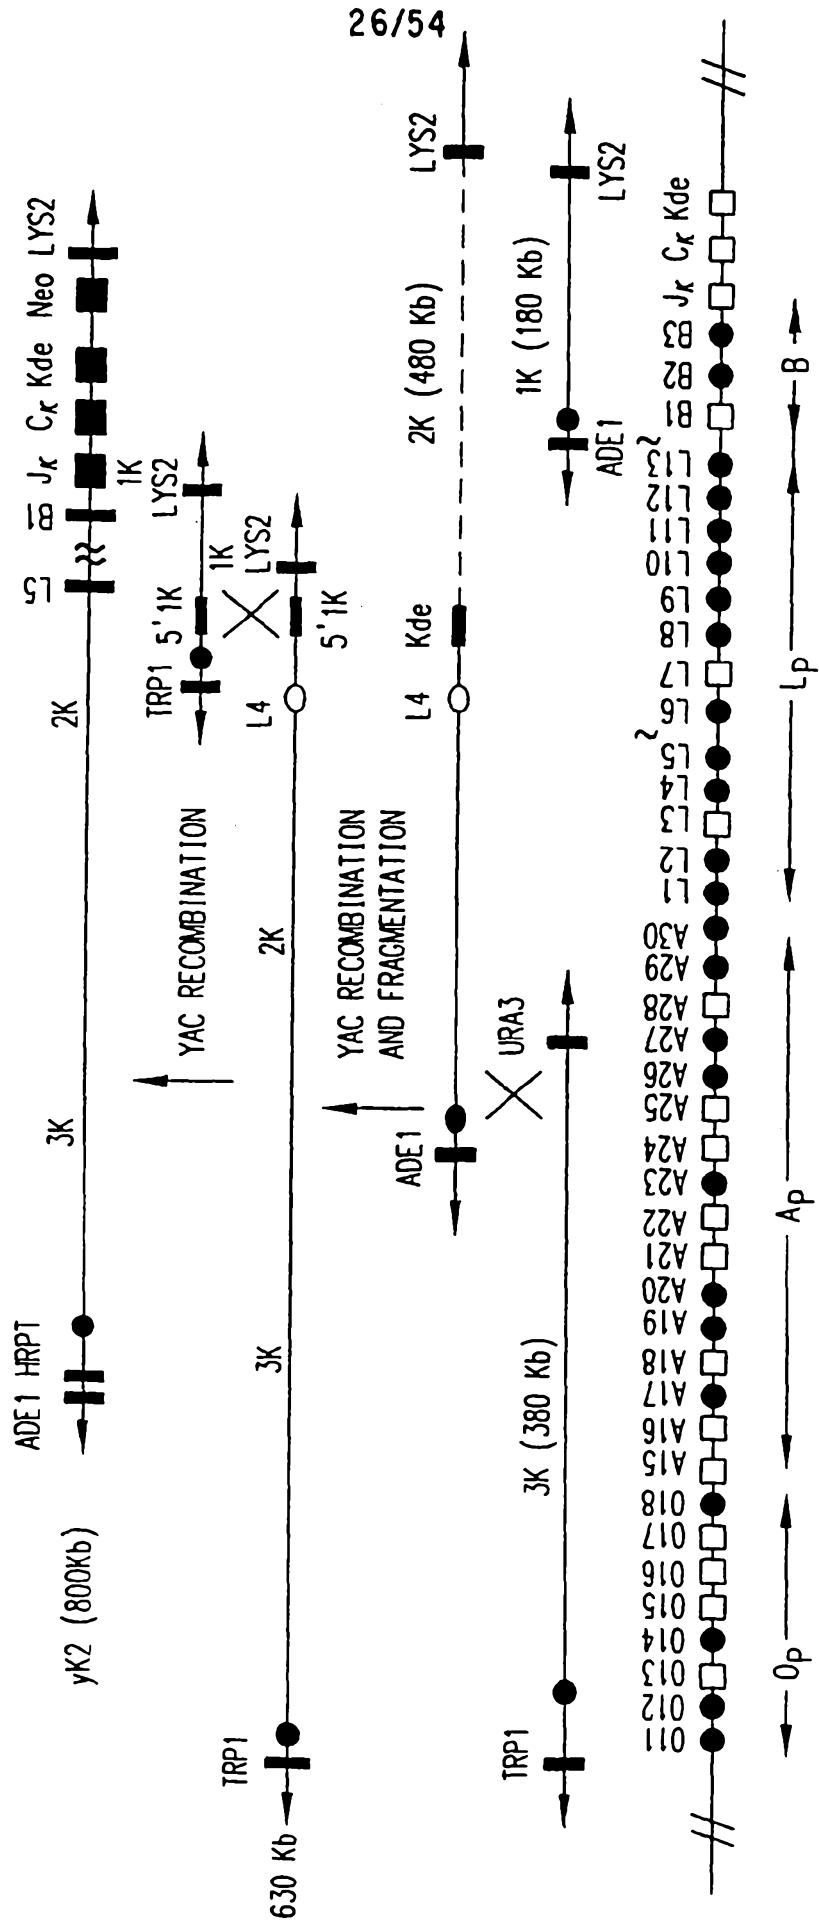 26/54
yK2 (800Kb)
ADE1 HRPT
3K
2K
L5
B1
Jκ
Cκ
Kde
Neo
LYS2
YAC RECOMBINATION
TRP1
5'1K
1K
LYS2
630 Kb
TRP1
3K
2K
L4
5'1K
1K
LYS2
YAC RECOMBINATION
AND FRAGMENTATION
ADE1
L4
Kde
2K (480 Kb)
LYS2
TRP1
3K (380 Kb)
URA3
ADE1
1K (180 Kb)
LYS2
O11 O12 O13 O14 O15 O16 O17 O18 A15 A16 A17 A18 A19 A20 A21 A22 A23 A24 A25 A26 A27 A28 A29 A30 L1 L2 L3 L4 L5 ~ L6 L7 L8 L9 L10 L11 L12 L13 ~ B1 B2 B3 Jκ Cκ Kde
Op Ap Lp B